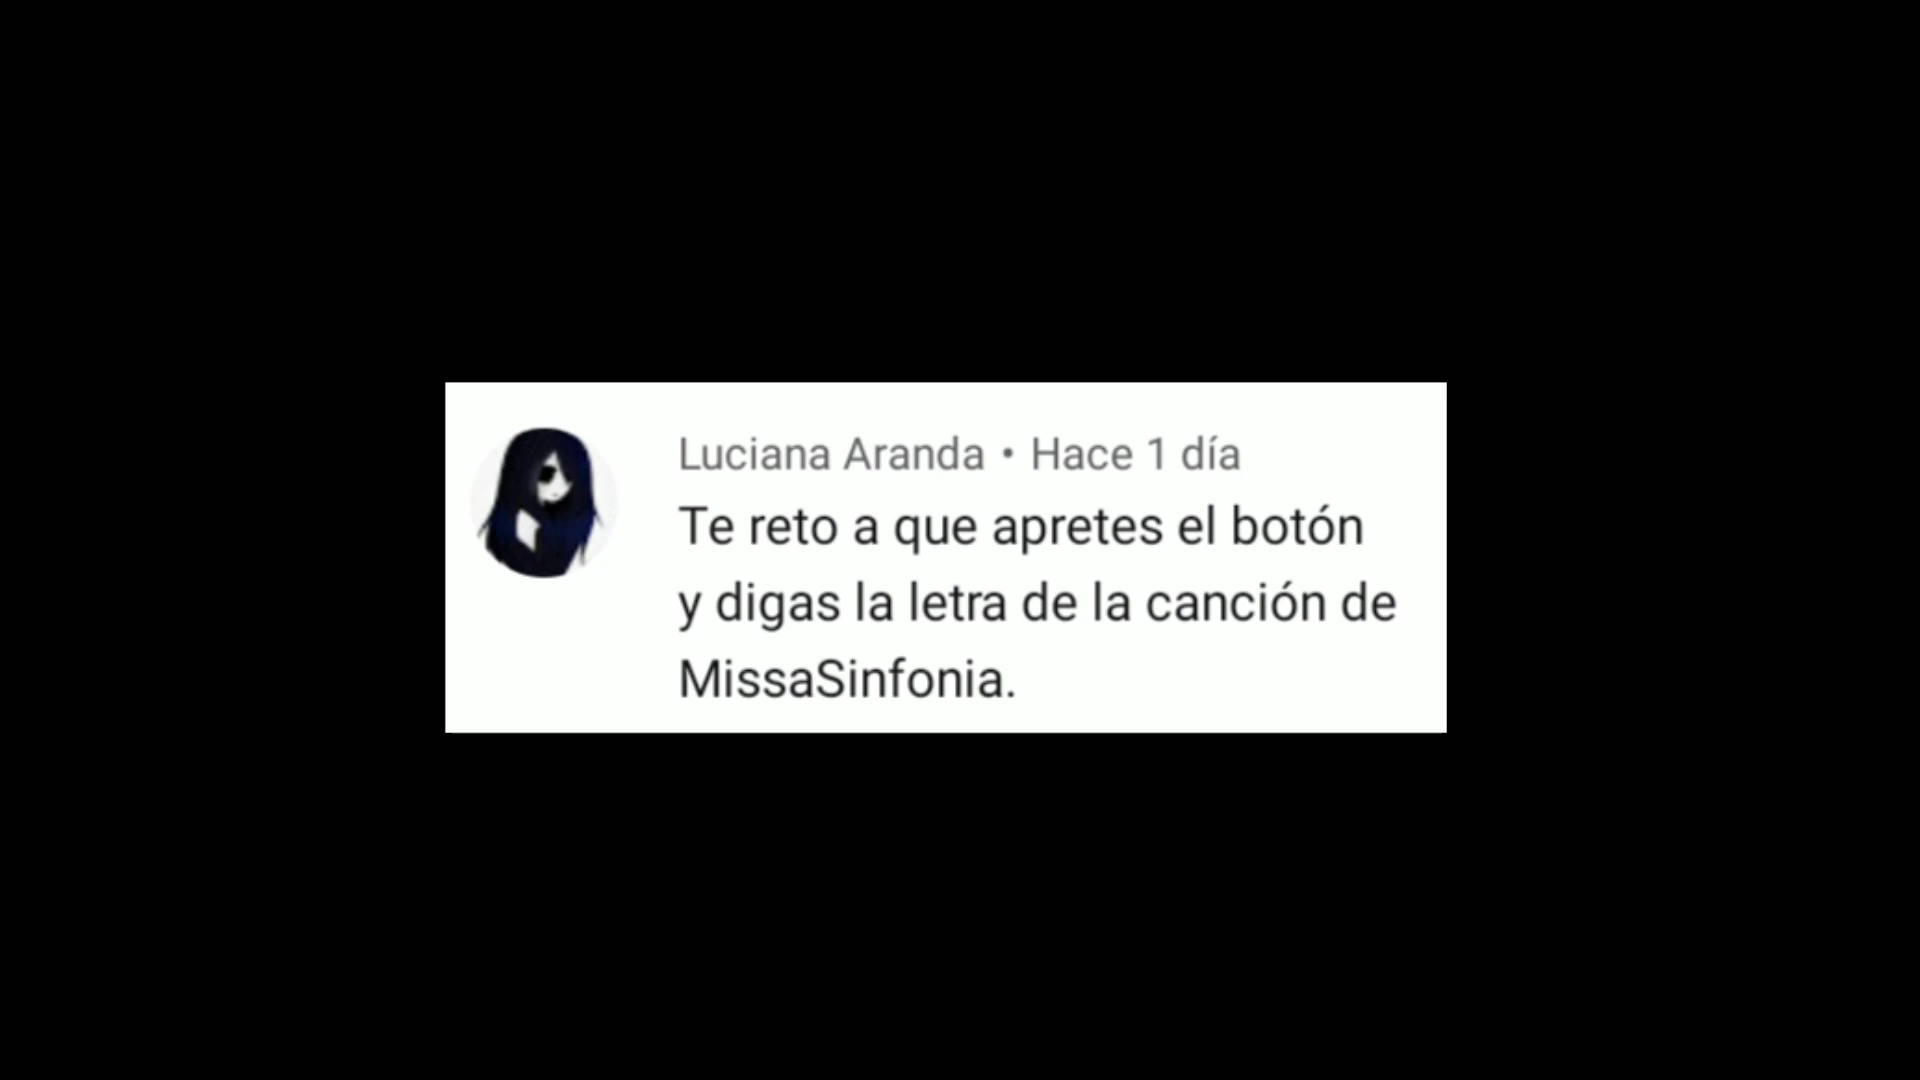 Luciana Aranda • Hace 1 día
Te reto a que apretes el botón
y digas la letra de la canción de
MissaSinfonia.